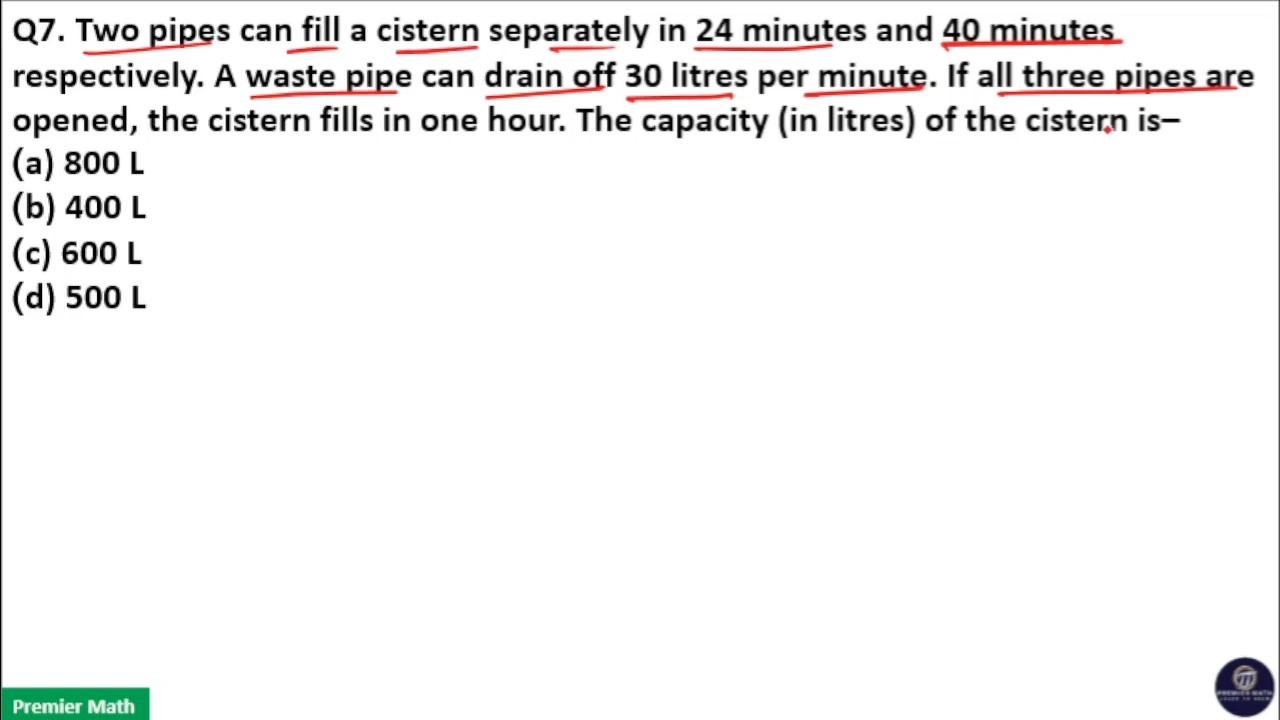 Q7. Two pipes can fill a cistern separately in 24 minutes and 40 minutes
respectively. A waste pipe can drain off 30 litres per minute. If all three pipes are
opened, the cistern fills in one hour. The capacity (in litres) of the cistern is–
(a) 800 L
(b) 400 L
(c) 600 L
(d) 500 L
Premier Math
PREMIER MATH